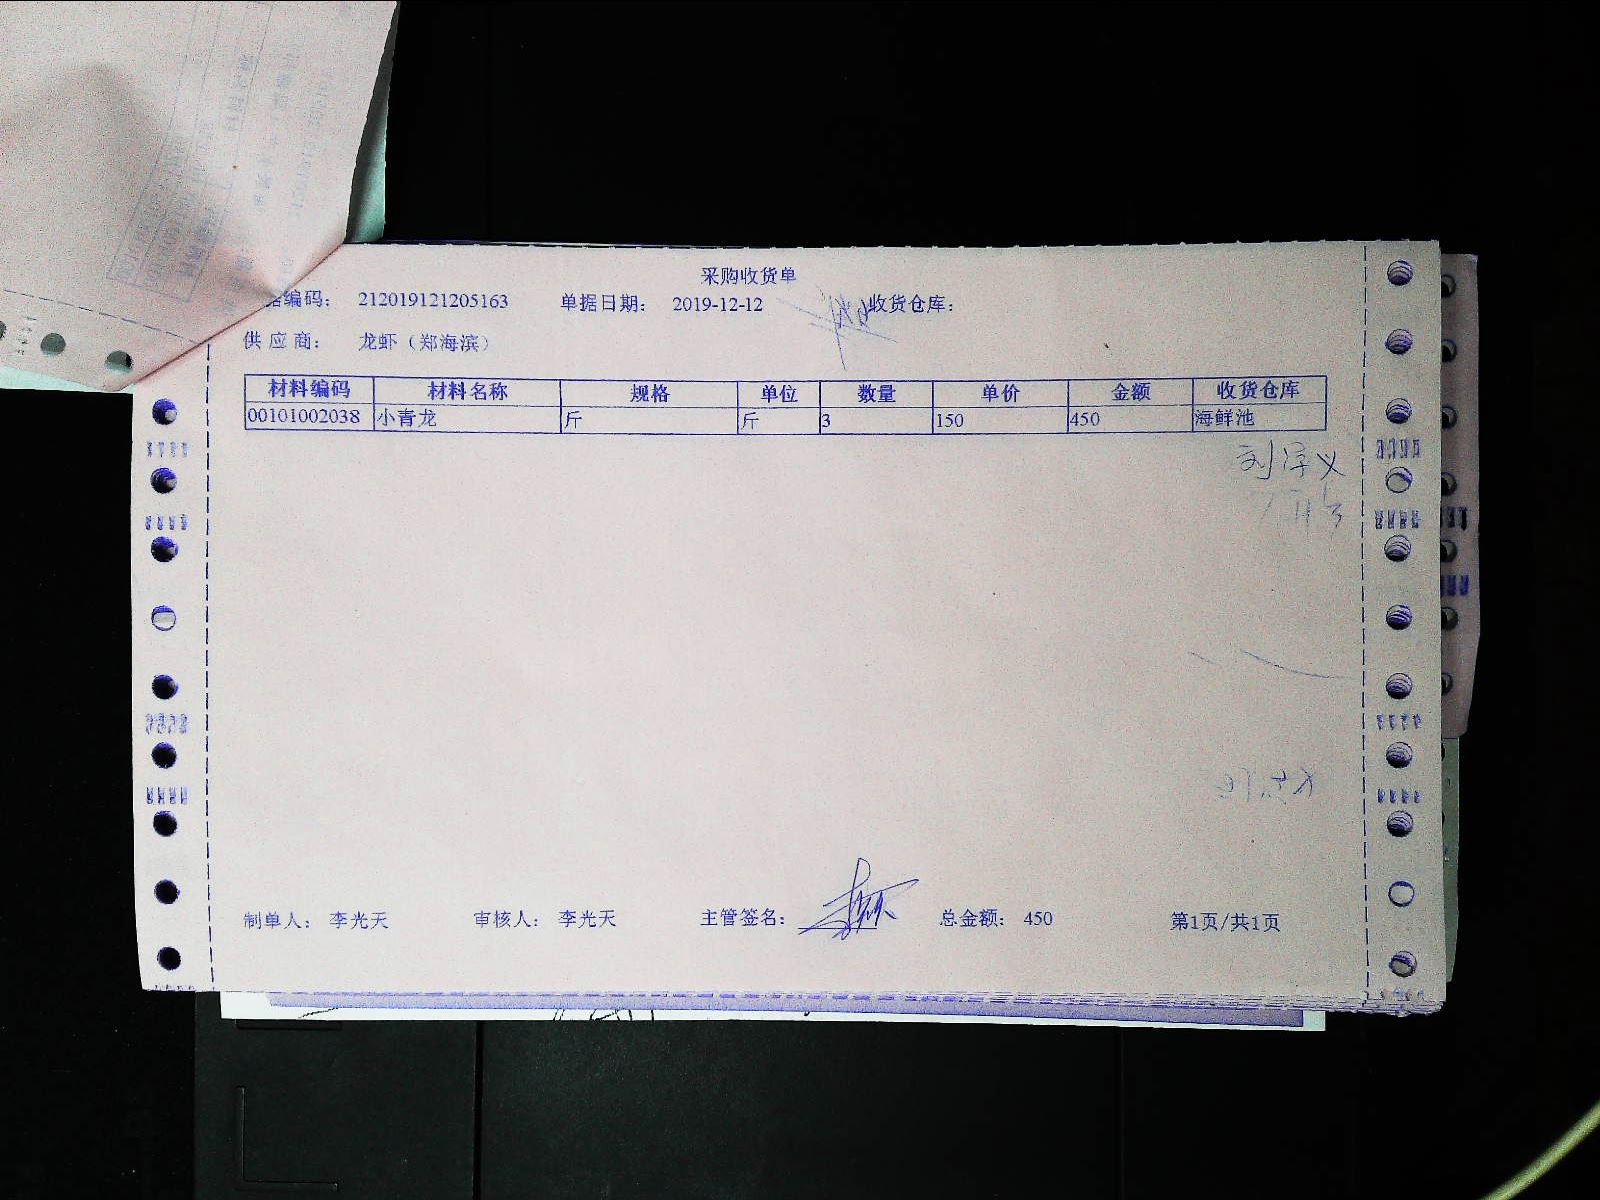 采购收货单
据编码： 212019121205163 单据日期： 2019-12-12 收货仓库：
供 应 商： 龙虾（郑海滨）
材料编码 材料名称 规格 单位 数量 单价 金额 收货仓库
00101002038 小青龙 斤 斤 3 150 450 海鲜池
制单人： 李光天 审核人： 李光天 主管签名： 总金额： 450 第1页/共1页